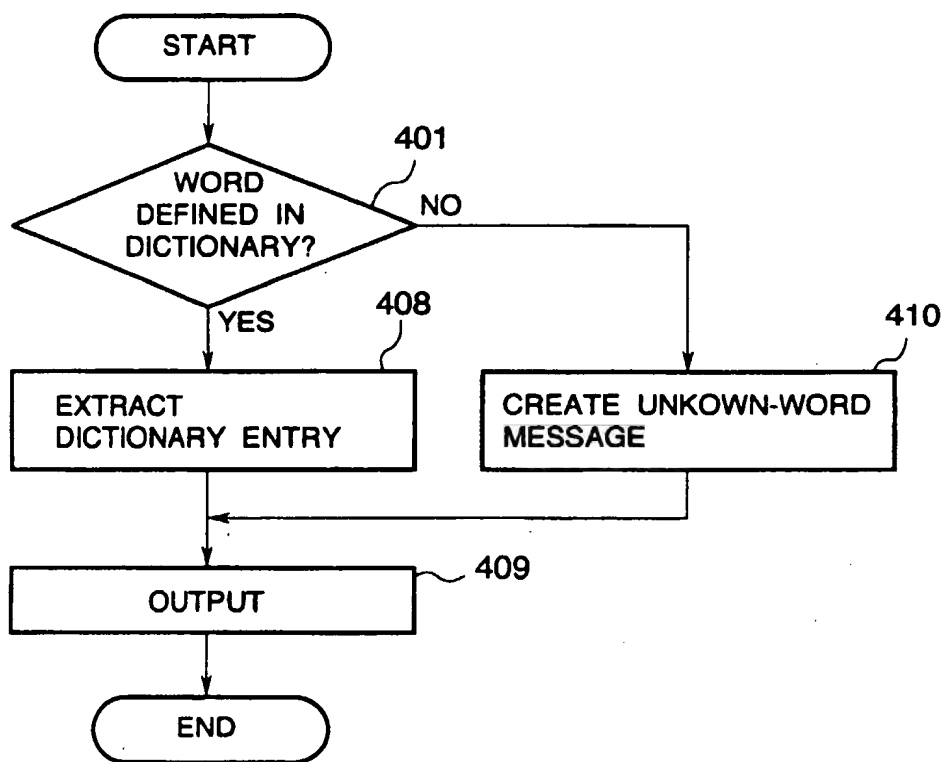 START
401
WORD
DEFINED IN
DICTIONARY?
NO
YES
408
410
EXTRACT
DICTIONARY ENTRY
CREATE UNKOWN-WORD
MESSAGE
409
OUTPUT
END